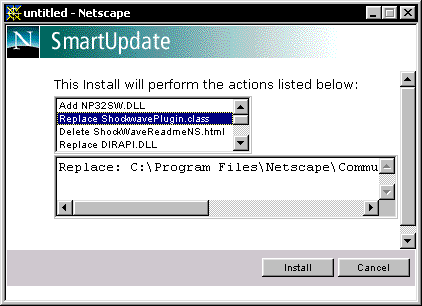 untitled - Netscape
N SmartUpdate
This Install will perform the actions listed below:
Add NP32SW.DLL
Replace ShockwavePlugin.class
Delete ShockWaveReadmeNS.html
Replace DIRAPI.DLL
Replace: C:\Program Files\Netscape\Commu
Install Cancel